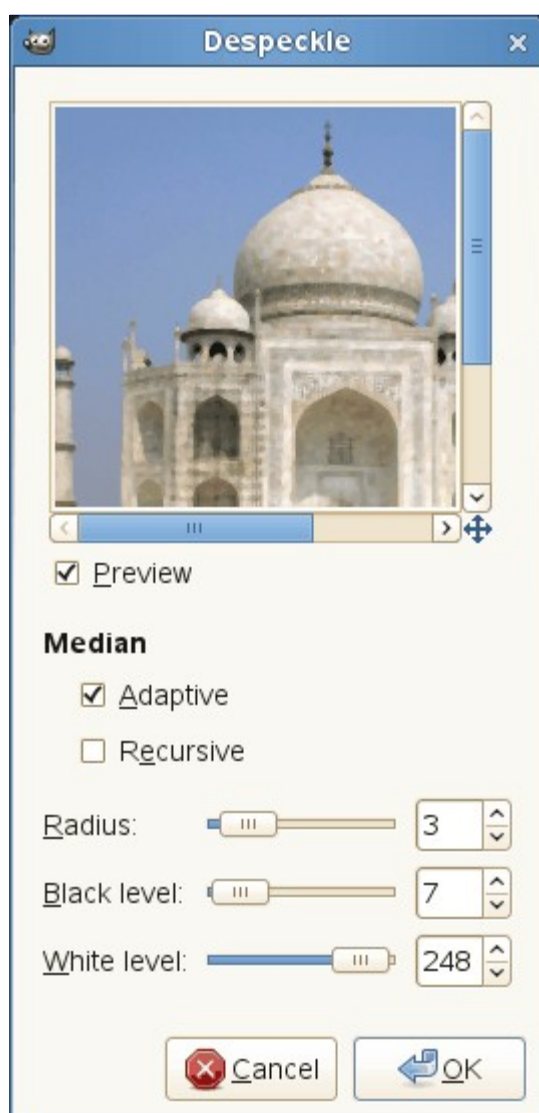 Despeckle
Preview
Median
Adaptive
Recursive
Radius: 3
Black level: 7
White level: 248
Cancel OK